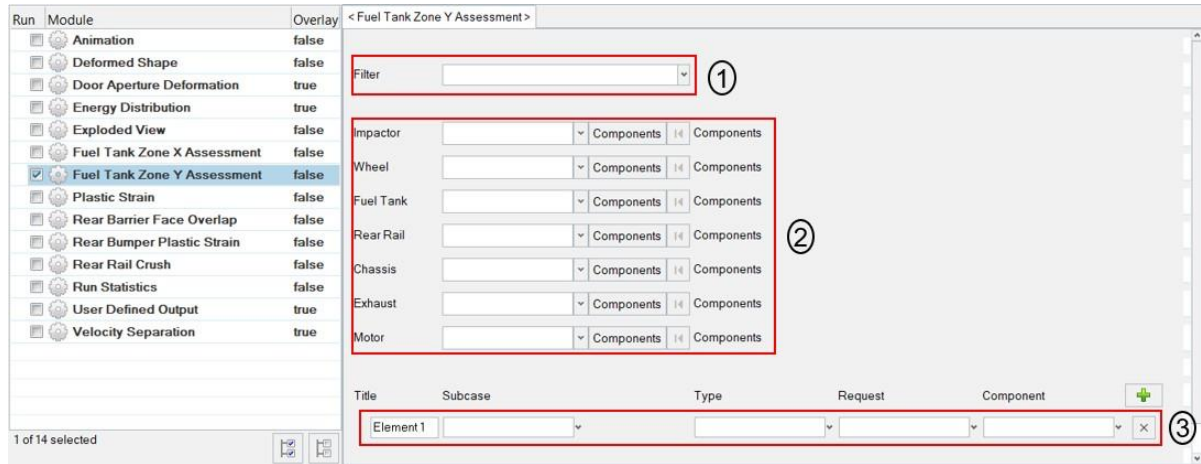 Run Module Overlay
Animation false
Deformed Shape false
Door Aperture Deformation true
Energy Distribution true
Exploded View false
Fuel Tank Zone X Assessment false
Fuel Tank Zone Y Assessment false
Plastic Strain false
Rear Barrier Face Overlap false
Rear Bumper Plastic Strain false
Rear Rail Crush false
Run Statistics false
User Defined Output true
Velocity Separation true
1 of 14 selected
<Fuel Tank Zone Y Assessment>
Filter
1
Impactor Components Components
Wheel Components Components
Fuel Tank Components Components
Rear Rail Components Components
Chassis Components Components
Exhaust Components Components
Motor Components Components
2
Title Subcase Type Request Component
Element 1
3